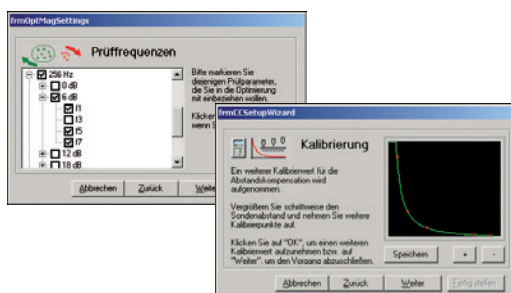 frmOptMagSettings
Prüffrequenzen
256 Hz
0 dB
6 dB
f1
f3
f5
f7
12 dB
18 dB
Bitte markieren Sie
diejenigen Prüfparameter,
die Sie in die Optimierung
mit einbeziehen wollen.
wenn S
Abbrechen
Zurück
frmCCSetupWizard
Kalibrierung
Ein weiterer Kalibrierwert für die
Abstandskompensation wird
aufgenommen.
Vergrößern Sie schrittweise den
Sondenabstand und nehmen Sie weitere
Kalibrierpunkte auf.
Klicken Sie auf "OK", um einen weiteren
Kalibrierwert aufzunehmen bzw. auf
"Weiter", um den Vorgang abzuschließen.
Speichern
+
-
Abbrechen
Zurück
Weiter
Fertig stellen